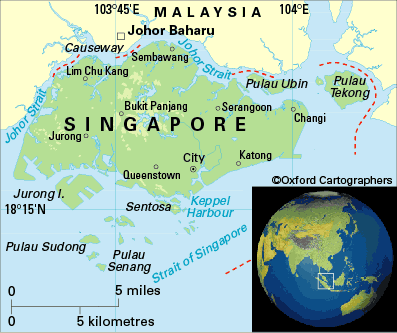 103°45'E
MALAYSIA
104°E
Causeway
Johor Baharu
Sambawang
Johor Strait
Lim Chu Kang
Pulau Ubin
Pulau
Tekong
Johor Strait
Bukit Panjang
Serangoon
Changi
SINGAPORE
Jurong
City
Katong
Queenstown
©Oxford Cartographers
Jurong I.
18°15'N
Sentosa
Keppel
Harbour
Pulau Sudong
Pulau
Senang
Strait of Singapore
0
5 miles
0
5 kilometres